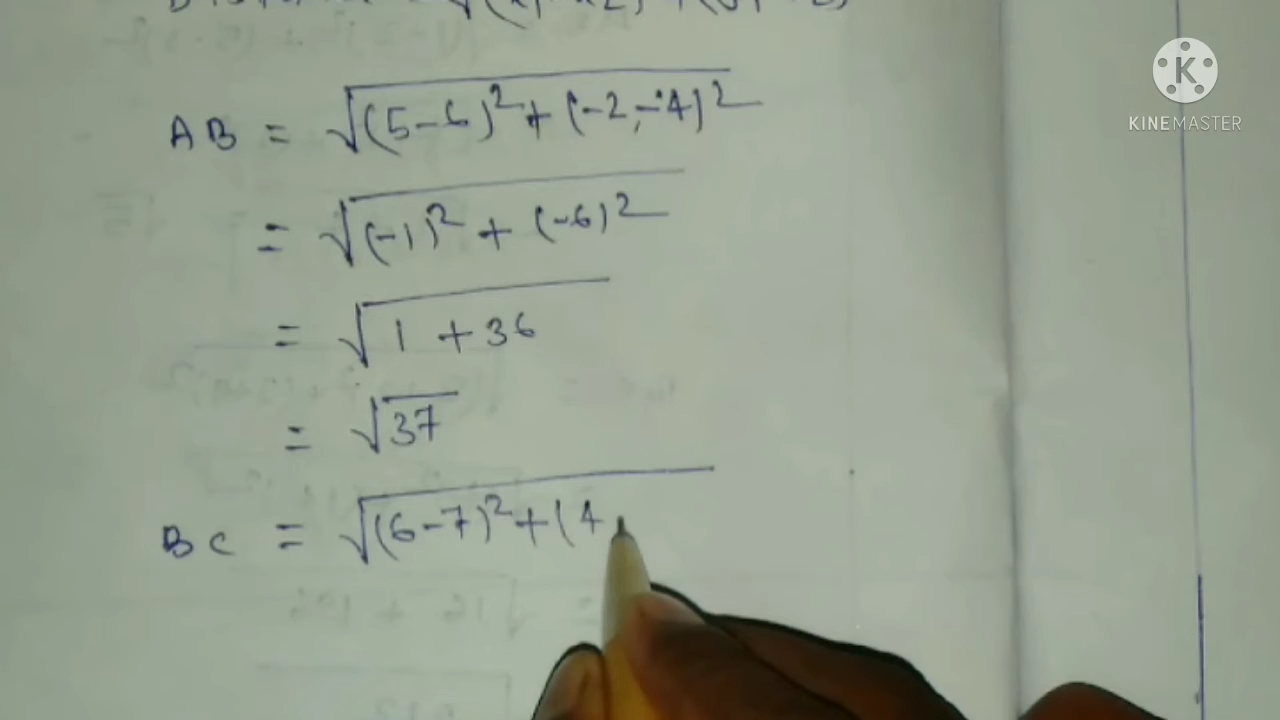 AB = √(5-6)² + (-2,-4)²
= √(-1)² + (-6)²
= √1 + 36
= √37
BC = √(6-7)² + (4
KINEMASTER